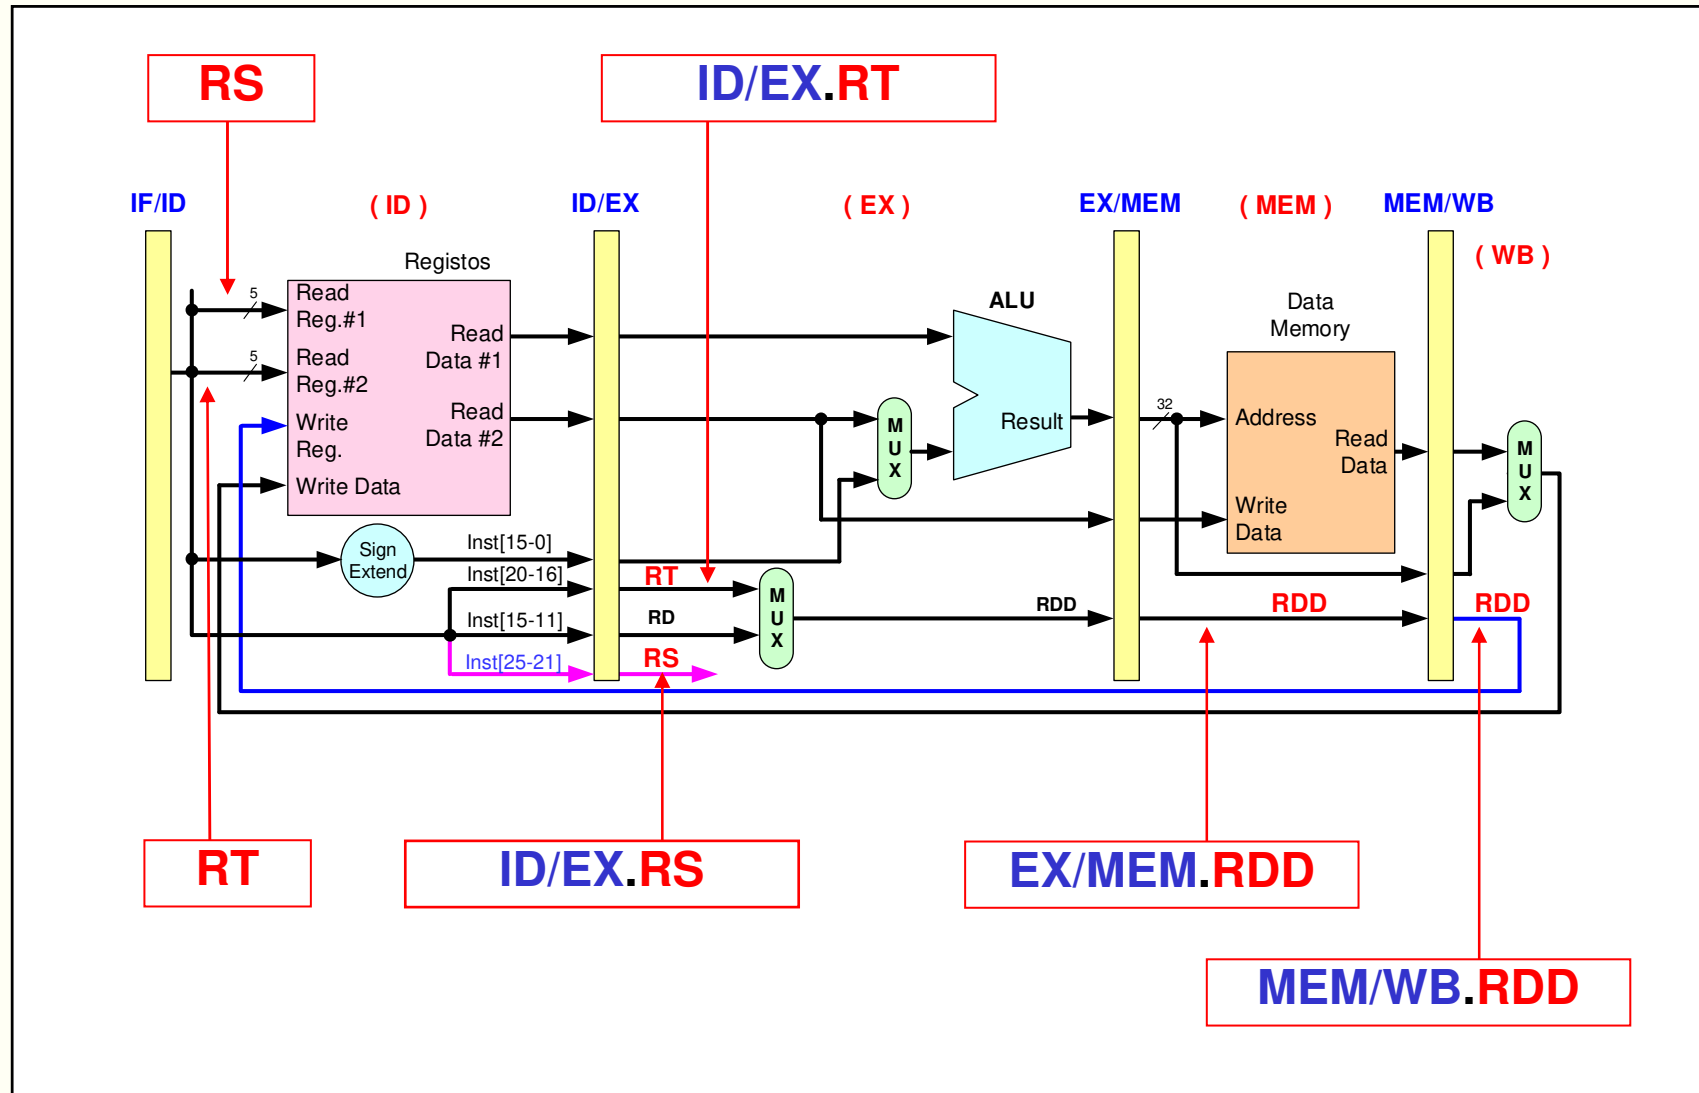 RS
ID/EX.RT
IF/ID
( ID )
ID/EX
( EX )
EX/MEM
( MEM )
MEM/WB
( WB )
Registos
Read
Reg.#1
5
Read
Reg.#2
5
Write
Reg.
Write Data
Read
Data #1
Read
Data #2
Sign
Extend
Inst[15-0]
Inst[20-16]
Inst[15-11]
Inst[25-21]
RT
RD
RS
M
U
X
M
U
X
ALU
Result
RDD
32
Data
Memory
Address
Read
Data
Write
Data
RDD
M
U
X
RDD
RT
ID/EX.RS
EX/MEM.RDD
MEM/WB.RDD